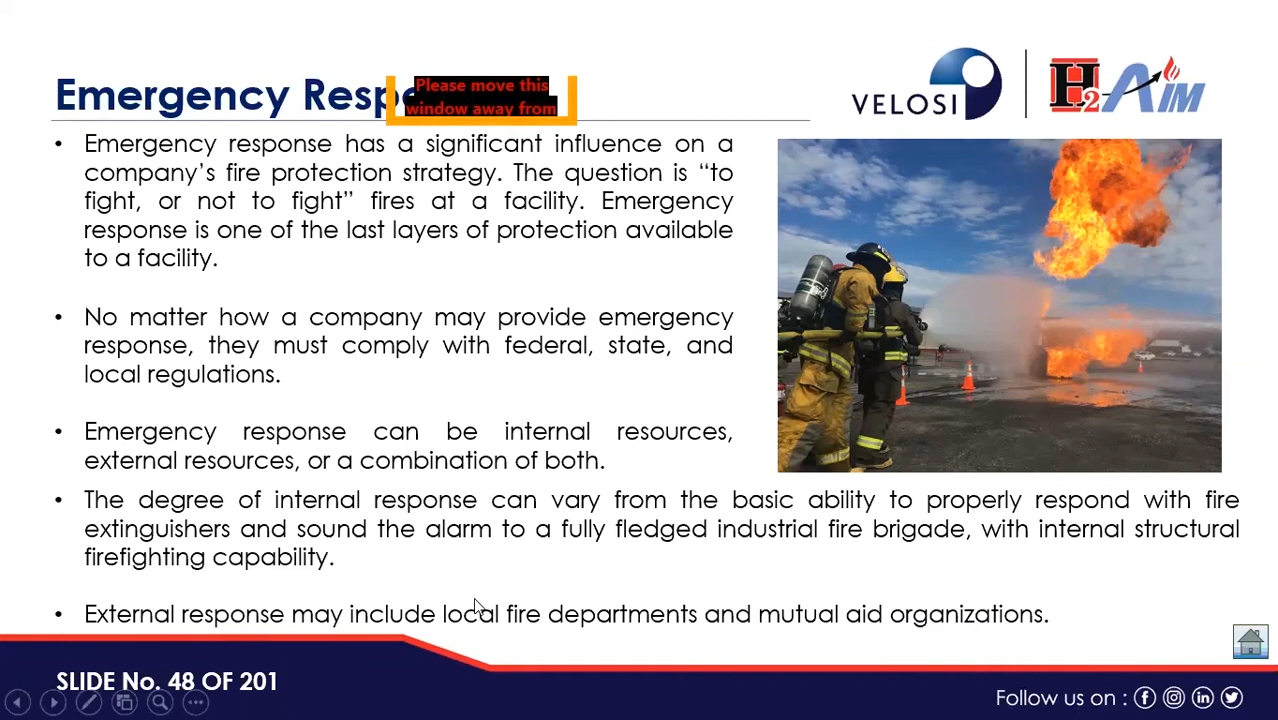 Emergency Respo
Please move this
window away from
VELOSI
H2AIM
• Emergency response has a significant influence on a
company’s fire protection strategy. The question is “to
fight, or not to fight” fires at a facility. Emergency
response is one of the last layers of protection available
to a facility.
• No matter how a company may provide emergency
response, they must comply with federal, state, and
local regulations.
• Emergency response can be internal resources,
external resources, or a combination of both.
• The degree of internal response can vary from the basic ability to properly respond with fire
extinguishers and sound the alarm to a fully fledged industrial fire brigade, with internal structural
firefighting capability.
• External response may include local fire departments and mutual aid organizations.
SLIDE No. 48 OF 201
Follow us on :